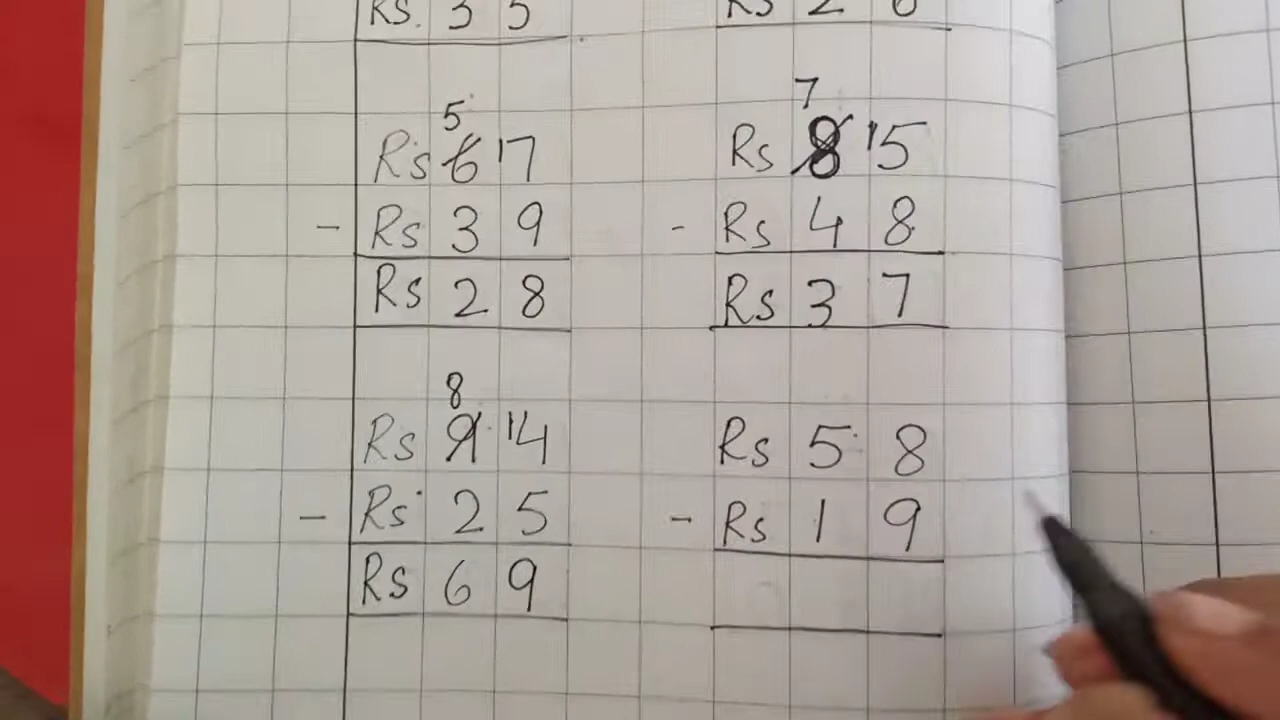 Rs. 3 5
Rs 2 8
5
Rs 6 17
- Rs 3 9
Rs 2 8
7
Rs 8 15
- Rs 4 8
Rs 3 7
8
Rs 9 14
- Rs 2 5
Rs 6 9
Rs 5 8
- Rs 1 9